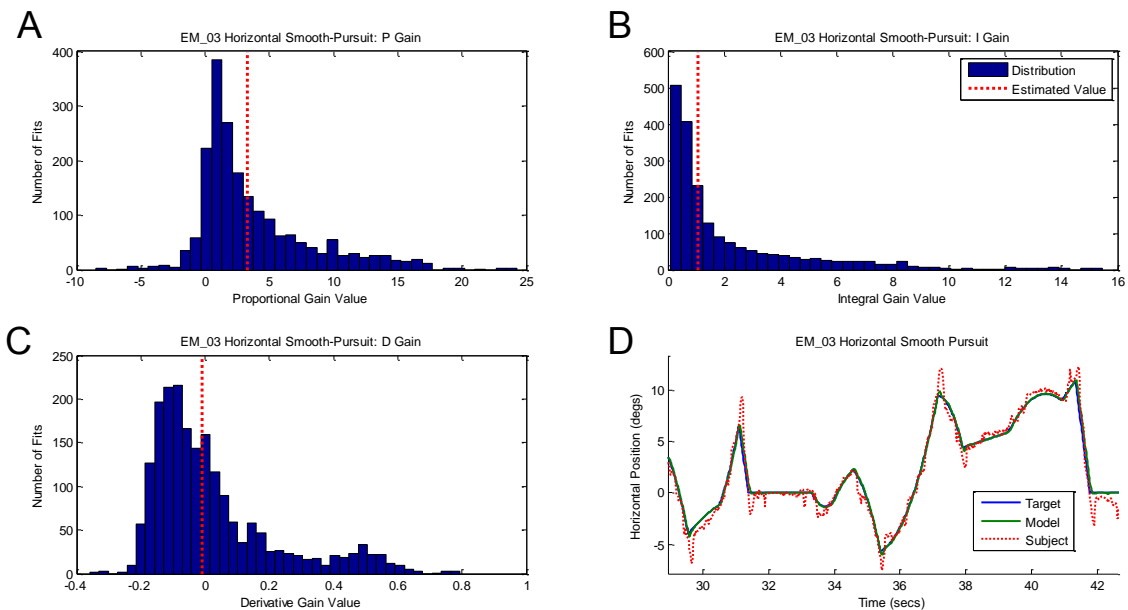 A
EM_03 Horizontal Smooth-Pursuit: P Gain
400
300
200
100
0
Number of Fits
-10 -5 0 5 10 15 20 25
Proportional Gain Value
B
EM_03 Horizontal Smooth-Pursuit: I Gain
600
500
400
300
200
100
0
Number of Fits
Distribution
Estimated Value
0 2 4 6 8 10 12 14 16
Integral Gain Value
C
EM_03 Horizontal Smooth-Pursuit: D Gain
250
200
150
100
50
0
Number of Fits
-0.4 -0.2 0 0.2 0.4 0.6 0.8 1
Derivative Gain Value
D
EM_03 Horizontal Smooth Pursuit
10
5
0
-5
Horizontal Position (degs)
Target
Model
Subject
30 32 34 36 38 40 42
Time (secs)